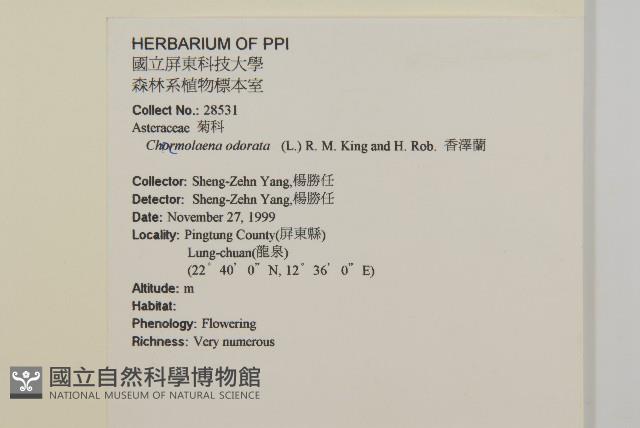 HERBARIUM OF PPI
國立屏東科技大學
森林系植物標本室
Collect No.: 28531
Asteraceae 菊科
Chormolaena odorata (L.) R. M. King and H. Rob. 香澤蘭
Collector: Sheng-Zehn Yang,楊勝任
Detector: Sheng-Zehn Yang,楊勝任
Date: November 27, 1999
Locality: Pingtung County(屏東縣)
Lung-chuan(龍泉)
(22° 40' 0" N, 12° 36' 0" E)
Altitude: m
Habitat:
Phenology: Flowering
Richness: Very numerous
國立自然科學博物館
NATIONAL MUSEUM OF NATURAL SCIENCE